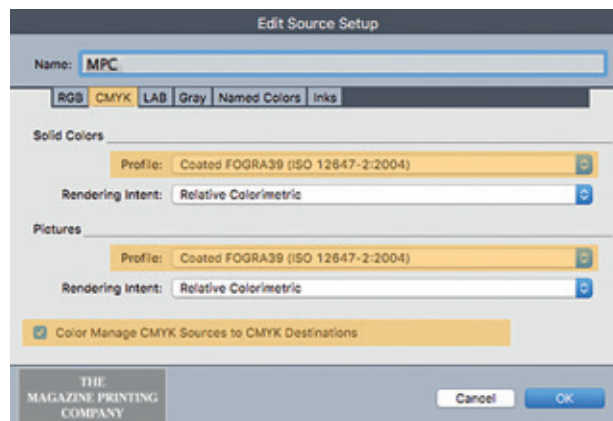 Edit Source Setup
Name: MPC
RGB CMYK LAB Gray Named Colors Inks
Solid Colors
Profile: Coated FOGRA39 (ISO 12647-2:2004)
Rendering Intent: Relative Colorimetric
Pictures
Profile: Coated FOGRA39 (ISO 12647-2:2004)
Rendering Intent: Relative Colorimetric
Color Manage CMYK Sources to CMYK Destinations
THE
MAGAZINE PRINTING
COMPANY
Cancel OK